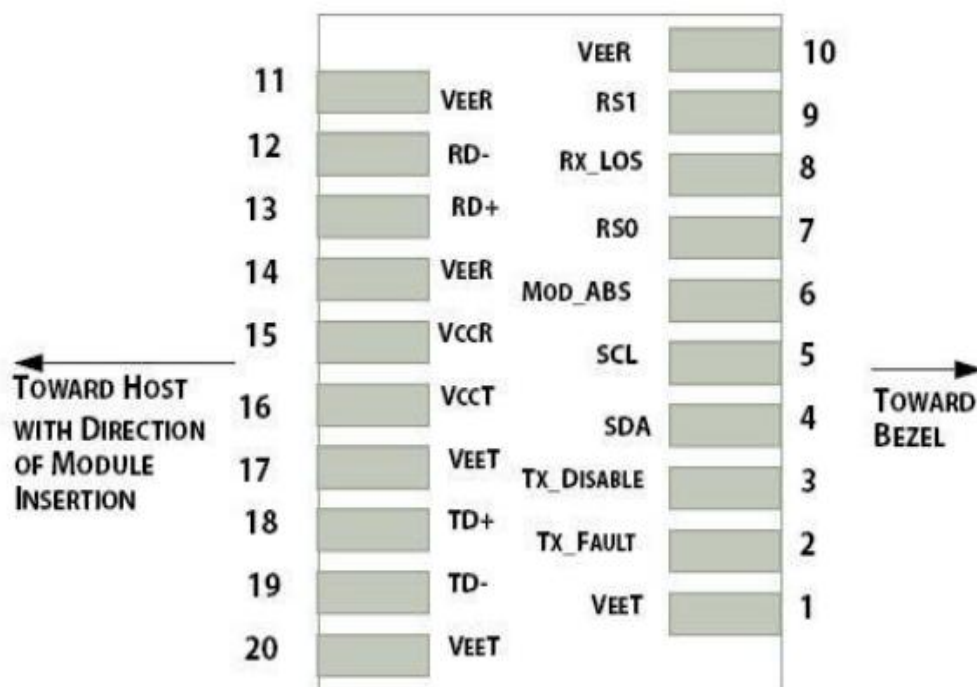 VEER 10
11 VEER
RS1 9
12 RD-
RX_LOS 8
13 RD+
RS0 7
14 VEER
MOD_ABS 6
15 VCCR
SCL 5
TOWARD HOST
WITH DIRECTION
OF MODULE
INSERTION
TOWARD
BEZEL
16 VCCT
SDA 4
17 VEET
TX_DISABLE 3
18 TD+
TX_FAULT 2
19 TD-
VEET 1
20 VEET